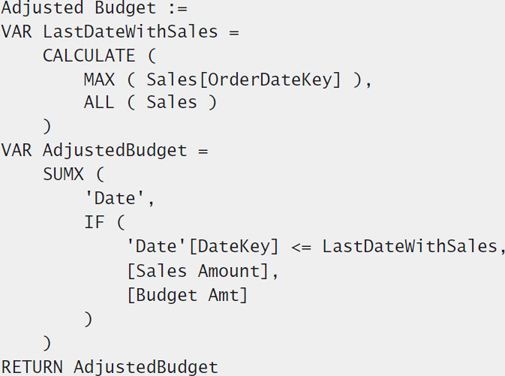 Adjusted Budget :=
VAR LastDateWithSales =
    CALCULATE (
        MAX ( Sales[OrderDateKey] ),
        ALL ( Sales )
    )
VAR AdjustedBudget =
    SUMX (
        'Date',
        IF (
            'Date'[DateKey] <= LastDateWithSales,
            [Sales Amount],
            [Budget Amt]
        )
    )
RETURN AdjustedBudget